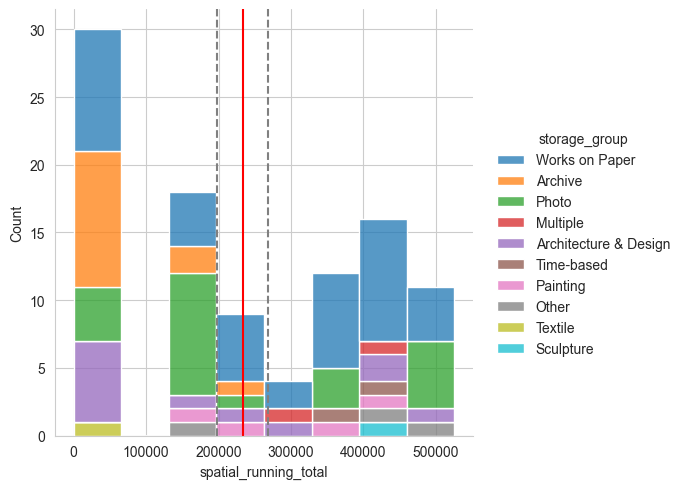 30
25
20
15
10
5
0
Count
0
100000
200000
300000
400000
500000
spatial_running_total
storage_group
Works on Paper
Archive
Photo
Multiple
Architecture & Design
Time-based
Painting
Other
Textile
Sculpture